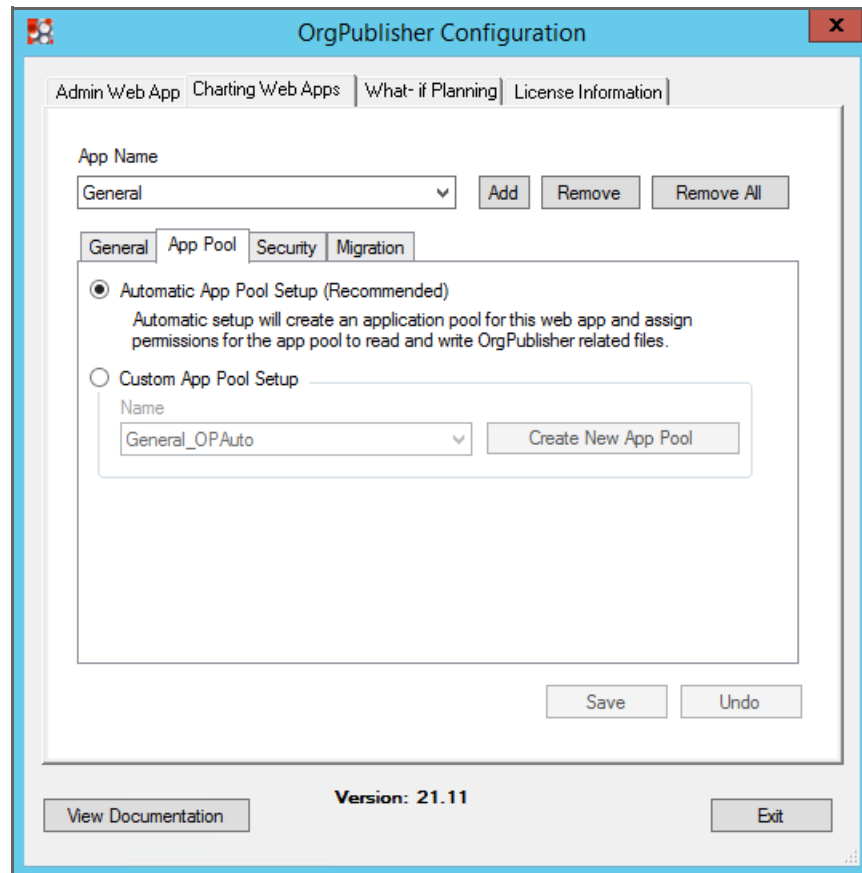 OrgPublisher Configuration
x
Admin Web App
Charting Web Apps
What- if Planning
License Information
App Name
General
Add
Remove
Remove All
General
App Pool
Security
Migration
Automatic App Pool Setup (Recommended)
Automatic setup will create an application pool for this web app and assign
permissions for the app pool to read and write OrgPublisher related files.
Custom App Pool Setup
Name
General_OPAuto
Create New App Pool
Save
Undo
Version: 21.11
View Documentation
Exit